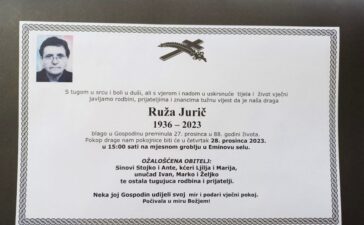 S tugom u srcu i boli u duši, ali s vjerom i nadom u uskrsnuće tijela i život vječni
javljamo rodbini, prijateljima i znancima tužnu vijest da je naša draga
Ruža Jurič
1936 – 2023
blago u Gospodinu preminula 27. prosinca u 88. godini života.
Pokop drage nam pokojnice biti će u četvrtak 28. prosinca 2023.
u 15:00 sati na mjesnom groblju u Eminovu selu.
OŽALOŠĆENA OBITELJ:
Sinovi Stojko i Ante, kćeri Ljilja i Marija,
unučad Ivan, Marko i Željko
te ostala tugujuća rodbina i prijatelji.
Neka joj Gospodin udijeli svoj mir i podari vječni pokoj.
Počivala u miru Božjem!